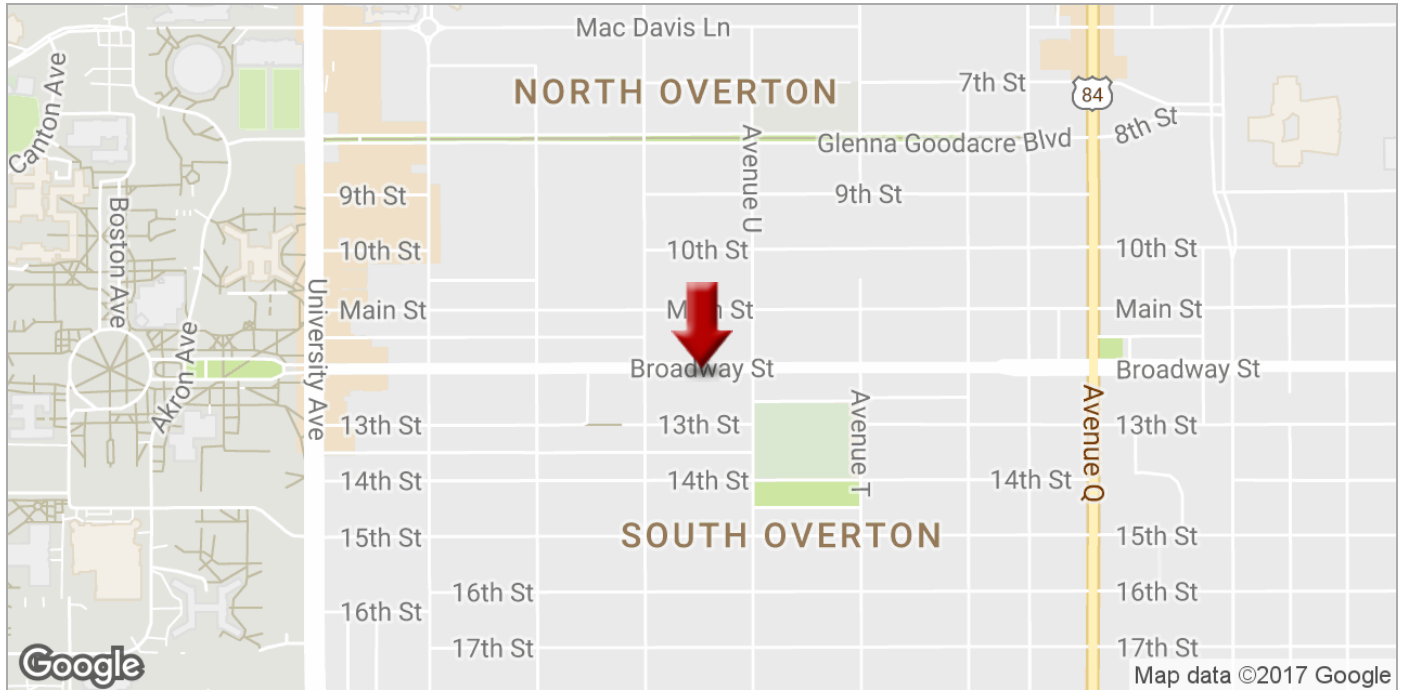 Mac Davis Ln
NORTH OVERTON
7th St
84
Canton Ave
8th St
Glenna Goodacre Blvd
Avenue U
9th St
9th St
Boston Ave
10th St
10th St
10th St
University Ave
Main St
Main St
Main St
Akron Ave
Broadway St
Broadway St
13th St
13th St
Avenue T
Avenue Q
13th St
14th St
14th St
14th St
15th St
SOUTH OVERTON
15th St
16th St
16th St
16th St
17th St
17th St
Google
Map data ©2017 Google